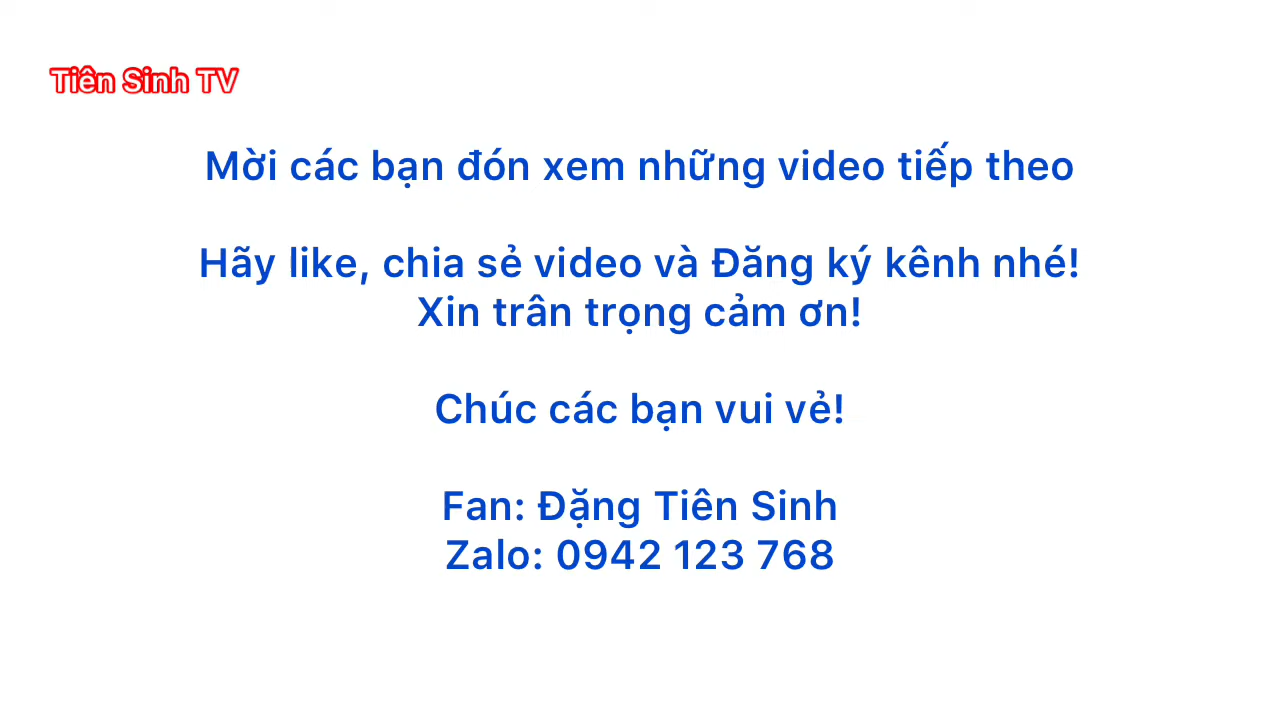 Tiên Sinh TV
Mời các bạn đón xem những video tiếp theo
Hãy like, chia sẻ video và Đăng ký kênh nhé!
Xin trân trọng cảm ơn!
Chúc các bạn vui vẻ!
Fan: Đặng Tiên Sinh
Zalo: 0942 123 768